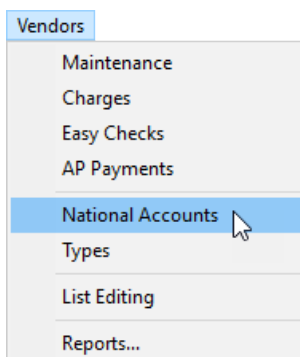 Vendors
Maintenance
Charges
Easy Checks
AP Payments
National Accounts
Types
List Editing
Reports...